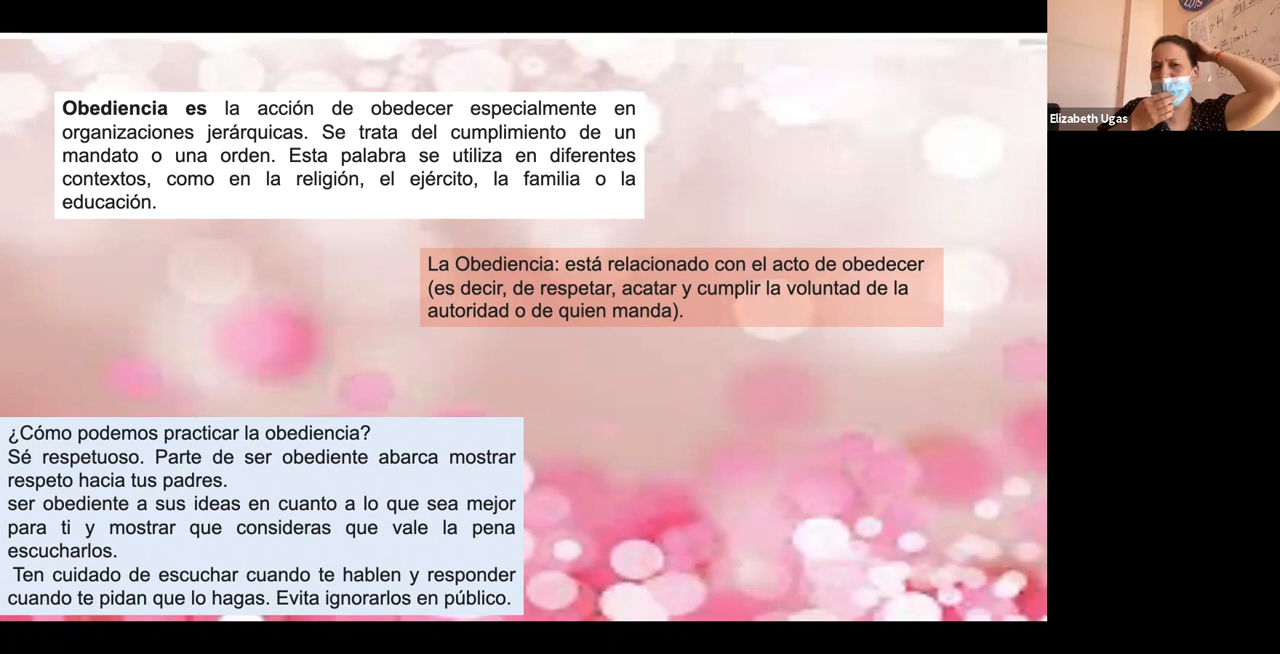 Obediencia es la acción de obedecer especialmente en
organizaciones jerárquicas. Se trata del cumplimiento de un
mandato o una orden. Esta palabra se utiliza en diferentes
contextos, como en la religión, el ejército, la familia o la
educación.
La Obediencia: está relacionado con el acto de obedecer
(es decir, de respetar, acatar y cumplir la voluntad de la
autoridad o de quien manda).
¿Cómo podemos practicar la obediencia?
Sé respetuoso. Parte de ser obediente abarca mostrar
respeto hacia tus padres.
ser obediente a sus ideas en cuanto a lo que sea mejor
para ti y mostrar que consideras que vale la pena
escucharlos.
Ten cuidado de escuchar cuando te hablen y responder
cuando te pidan que lo hagas. Evita ignorarlos en público.
LUIS
Elizabeth Ugas